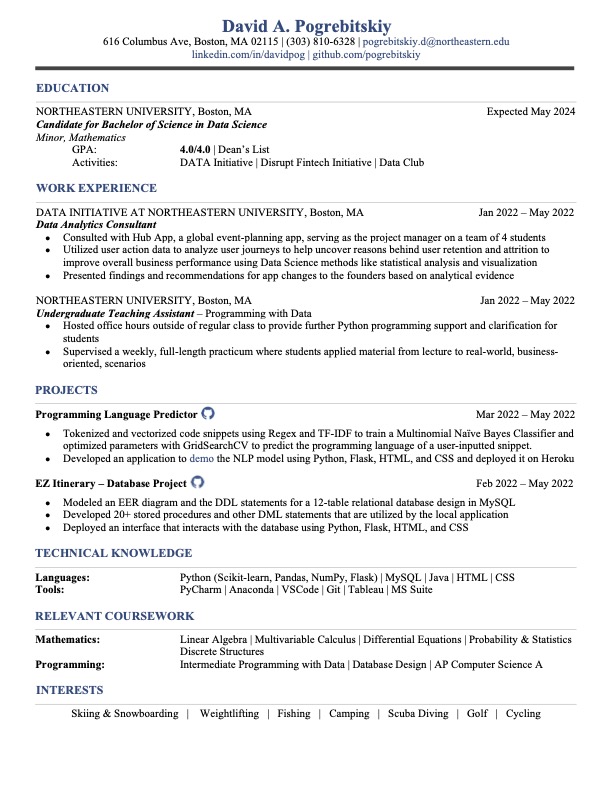 David A. Pogrebitskiy
616 Columbus Ave, Boston, MA 02115 | (303) 810-6328 | pogrebitskiy.d@northeastern.edu
linkedin.com/in/davidpog | github.com/pogrebitskiy
EDUCATION
NORTHEASTERN UNIVERSITY, Boston, MA Expected May 2024
Candidate for Bachelor of Science in Data Science
Minor, Mathematics
GPA: 4.0/4.0 | Dean's List
Activities: DATA Initiative | Disrupt Fintech Initiative | Data Club
WORK EXPERIENCE
DATA INITIATIVE AT NORTHEASTERN UNIVERSITY, Boston, MA Jan 2022 – May 2022
Data Analytics Consultant
• Consulted with Hub App, a global event-planning app, serving as the project manager on a team of 4 students
• Utilized user action data to analyze user journeys to help uncover reasons behind user retention and attrition to
improve overall business performance using Data Science methods like statistical analysis and visualization
• Presented findings and recommendations for app changes to the founders based on analytical evidence
NORTHEASTERN UNIVERSITY, Boston, MA Jan 2022 – May 2022
Undergraduate Teaching Assistant – Programming with Data
• Hosted office hours outside of regular class to provide further Python programming support and clarification for
students
• Supervised a weekly, full-length practicum where students applied material from lecture to real-world, business-
oriented, scenarios
PROJECTS
Programming Language Predictor Mar 2022 – May 2022
• Tokenized and vectorized code snippets using Regex and TF-IDF to train a Multinomial Naïve Bayes Classifier and
optimized parameters with GridSearchCV to predict the programming language of a user-inputted snippet.
• Developed an application to demo the NLP model using Python, Flask, HTML, and CSS and deployed it on Heroku
EZ Itinerary – Database Project Feb 2022 – May 2022
• Modeled an EER diagram and the DDL statements for a 12-table relational database design in MySQL
• Developed 20+ stored procedures and other DML statements that are utilized by the local application
• Deployed an interface that interacts with the database using Python, Flask, HTML, and CSS
TECHNICAL KNOWLEDGE
Languages: Python (Scikit-learn, Pandas, NumPy, Flask) | MySQL | Java | HTML | CSS
Tools: PyCharm | Anaconda | VSCode | Git | Tableau | MS Suite
RELEVANT COURSEWORK
Mathematics: Linear Algebra | Multivariable Calculus | Differential Equations | Probability & Statistics
Discrete Structures
Programming: Intermediate Programming with Data | Database Design | AP Computer Science A
INTERESTS
Skiing & Snowboarding | Weightlifting | Fishing | Camping | Scuba Diving | Golf | Cycling